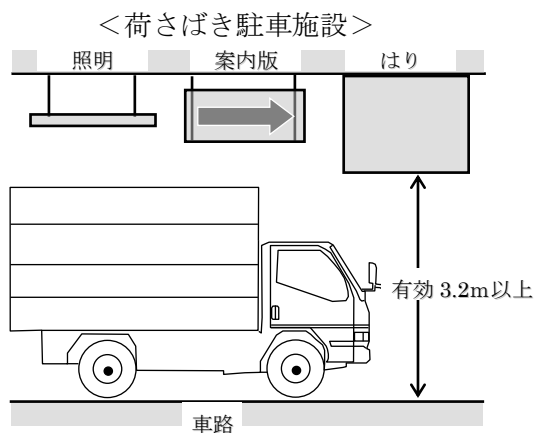 ＜荷さばき駐車施設＞
照明
案内版
はり
有効 3.2m以上
車路